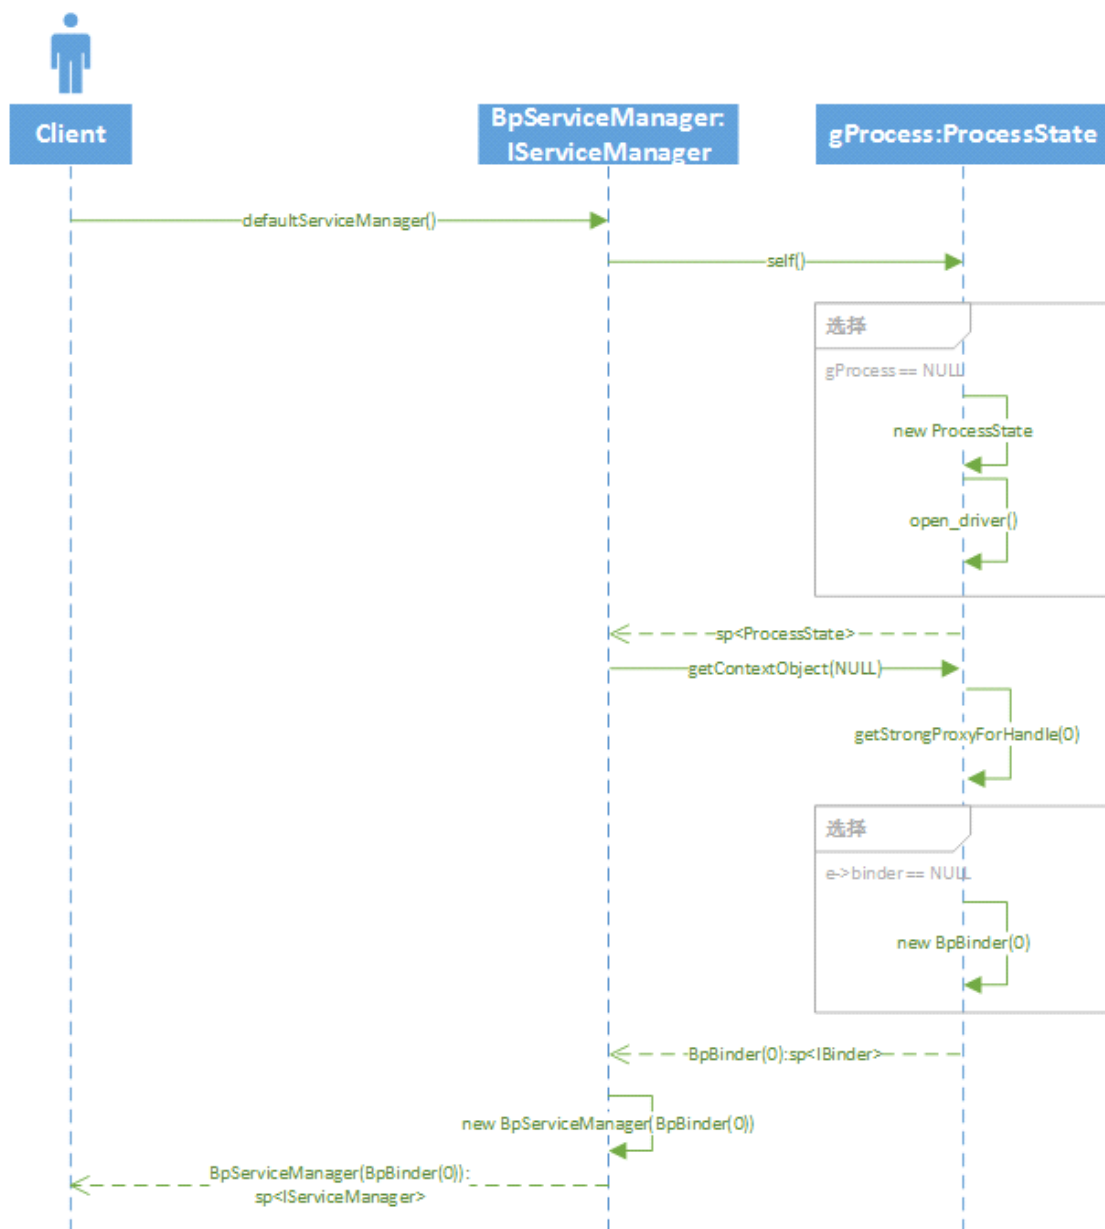 Client
BpServiceManager:
IServiceManager
gProcess:ProcessState
defaultServiceManager()
self()
选择
gProcess == NULL
new ProcessState
open_driver()
sp<ProcessState>
getContextObject(NULL)
getStrongProxyForHandle(0)
选择
e->binder == NULL
new BpBinder(0)
BpBinder(0):sp<IBinder>
new BpServiceManager(BpBinder(0))
BpServiceManager(BpBinder(0)):
sp<IServiceManager>